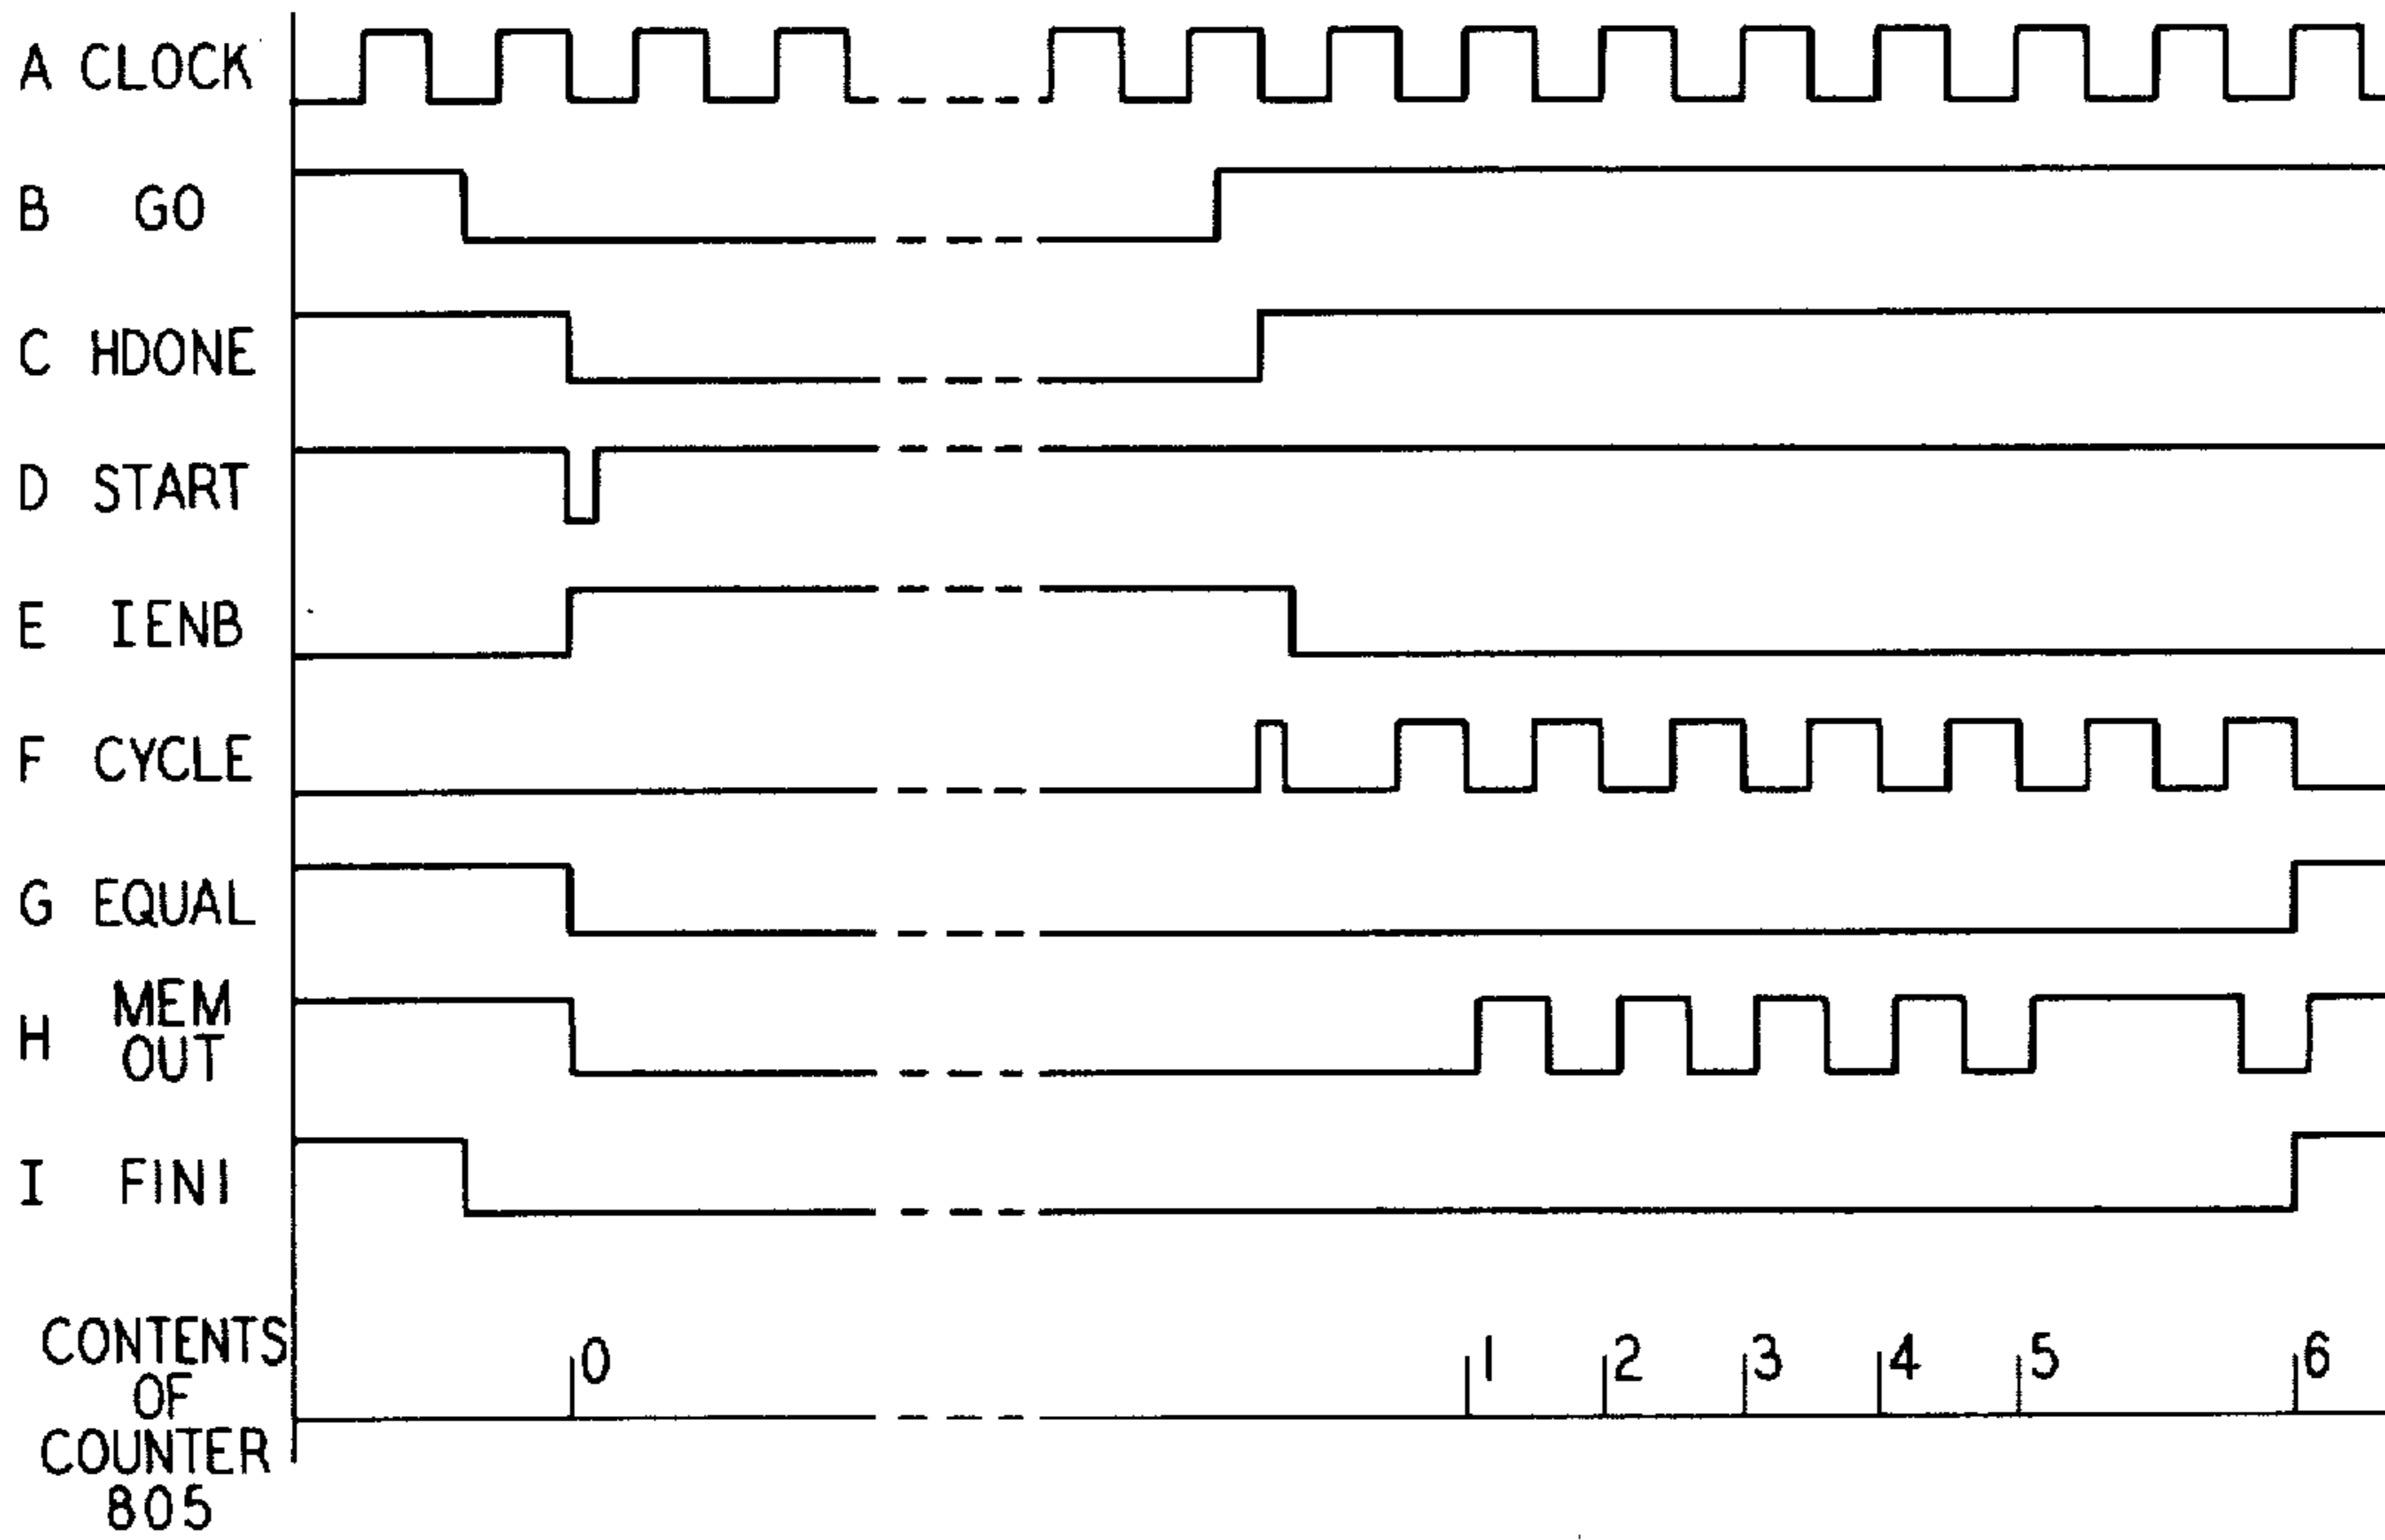 A CLOCK
B GO
C HDONE
D START
E IENB
F CYCLE
G EQUAL
H MEM
OUT
I FINI
CONTENTS
OF
COUNTER
805
0 1 2 3 4 5 6